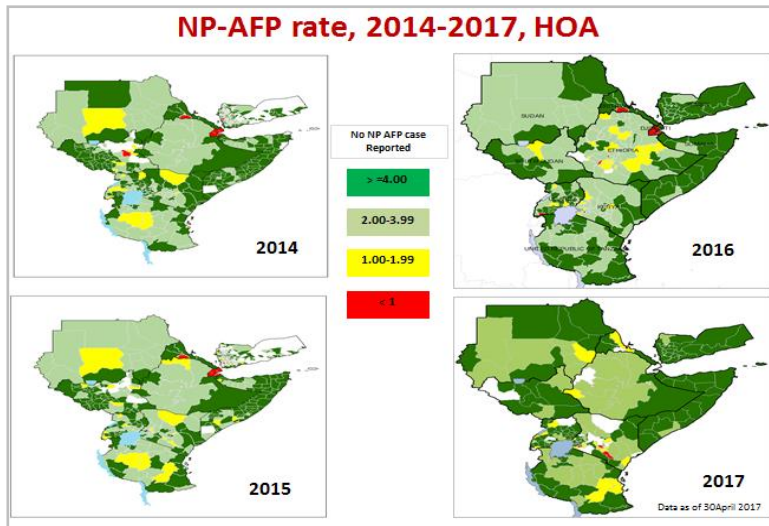 NP-AFP rate, 2014-2017, HOA
No NP AFP case
Reported
> =4.00
2.00-3.99
1.00-1.99
< 1
2014
SUDAN
ETHIOPIA
2016
2015
2017
Data as of 30April 2017